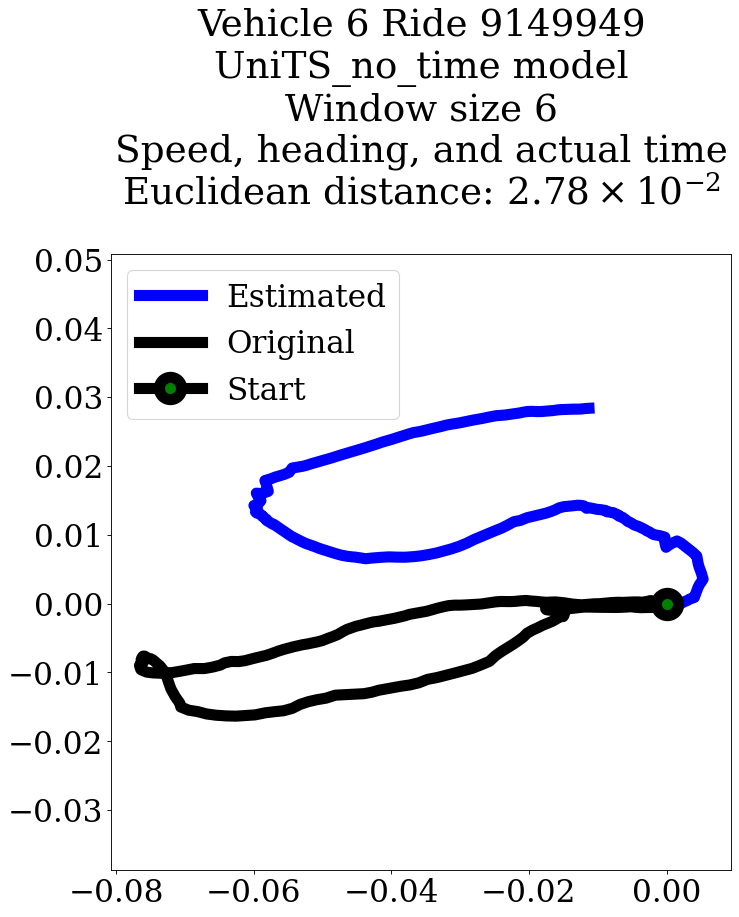 Vehicle 6 Ride 9149949
UniTS_no_time model
Window size 6
Speed, heading, and actual time
Euclidean distance: 2.78 × 10⁻²
0.05
0.04
0.03
0.02
0.01
0.00
−0.01
−0.02
−0.03
Estimated
Original
Start
−0.08 −0.06 −0.04 −0.02 0.00